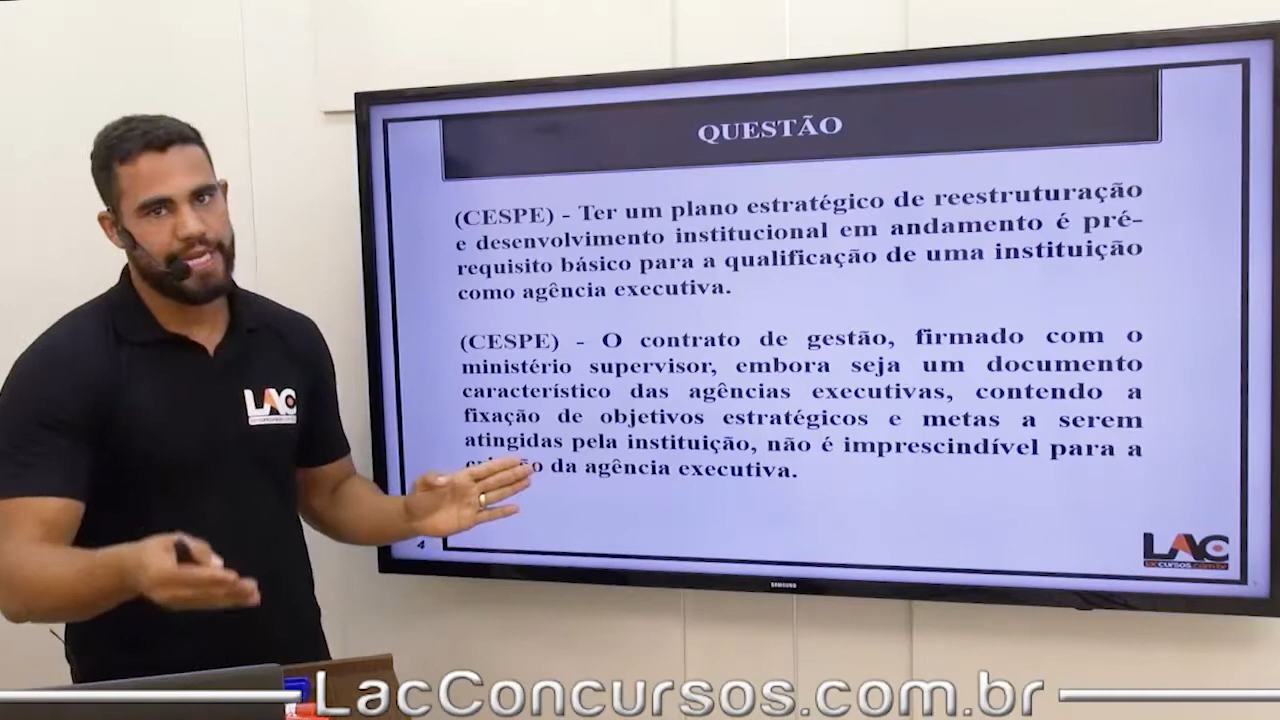 QUESTÃO
(CESPE) - Ter um plano estratégico de reestruturação
e desenvolvimento institucional em andamento é pré-
requisito básico para a qualificação de uma instituição
como agência executiva.
(CESPE) - O contrato de gestão, firmado com o
ministério supervisor, embora seja um documento
característico das agências executivas, contendo a
fixação de objetivos estratégicos e metas a serem
atingidas pela instituição, não é imprescindível para a
da agência executiva.
LAC
4
LAC
laccursos.com.br
SAMSUNG
LacConcursos.com.br